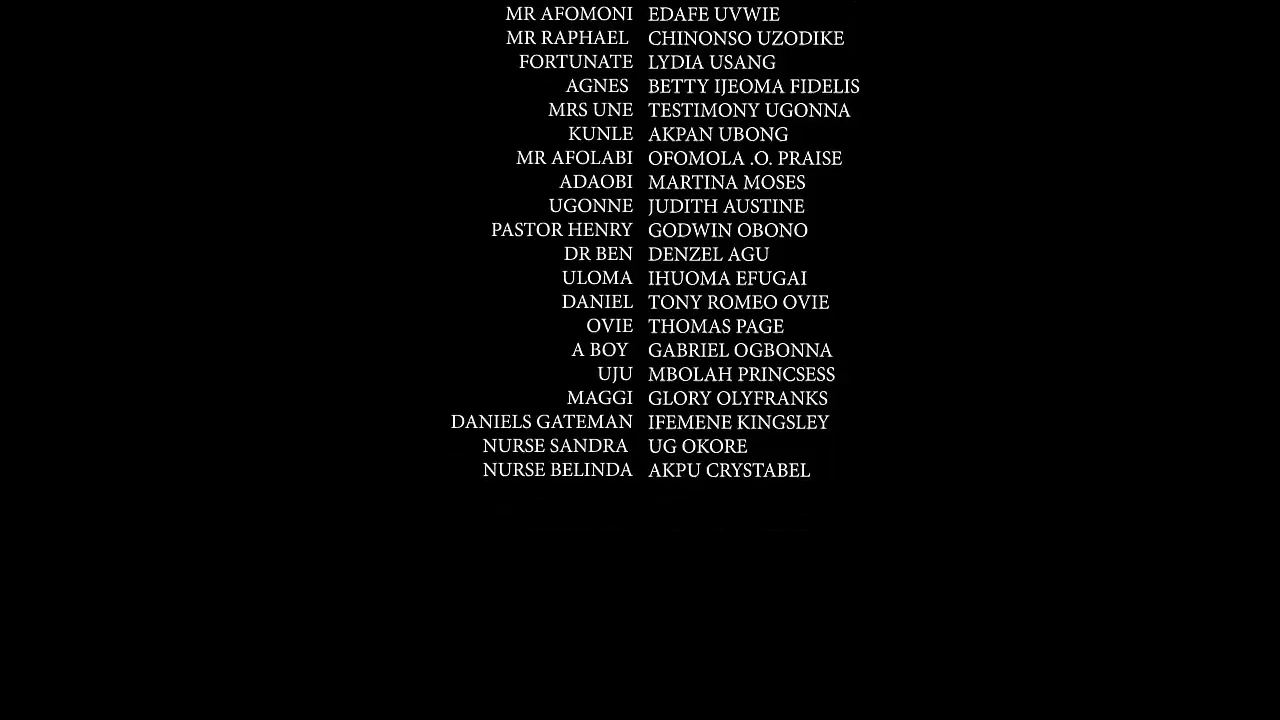 MR AFOMONI EDAFE UVWIE
MR RAPHAEL CHINONSO UZODIKE
FORTUNATE LYDIA USANG
AGNES BETTY IJEOMA FIDELIS
MRS UNE TESTIMONY UGONNA
KUNLE AKPAN UBONG
MR AFOLABI OFOMOLA .O. PRAISE
ADAOBI MARTINA MOSES
UGONNE JUDITH AUSTINE
PASTOR HENRY GODWIN OBONO
DR BEN DENZEL AGU
ULOMA IHUOMA EFUGAI
DANIEL TONY ROMEO OVIE
OVIE THOMAS PAGE
A BOY GABRIEL OGBONNA
UJU MBOLAH PRINCSESS
MAGGI GLORY OLYFRANKS
DANIELS GATEMAN IFEMENE KINGSLEY
NURSE SANDRA UG OKORE
NURSE BELINDA AKPU CRYSTABEL